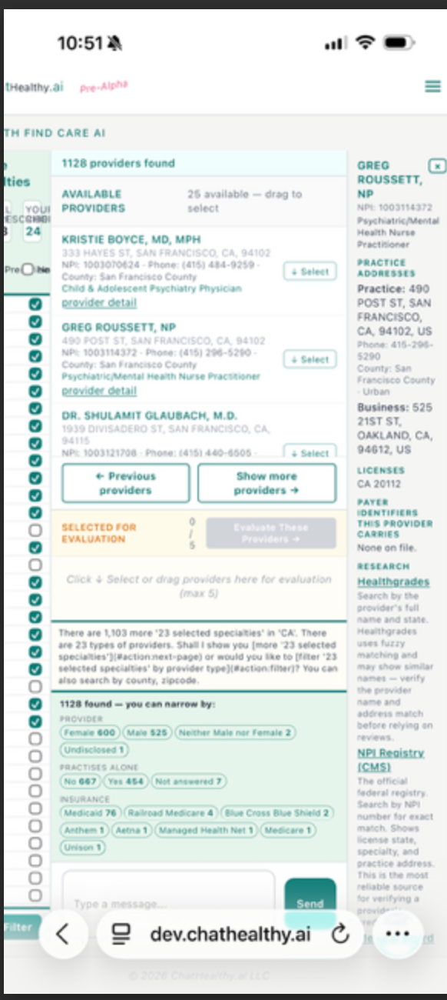 10:51
tHealthy.ai Pre-Alpha
TH FIND CARE AI
lties
YOUR
24
Pre
1128 providers found
AVAILABLE PROVIDERS
25 available — drag to select
KRISTIE BOYCE, MD, MPH
333 HAYES ST, SAN FRANCISCO, CA, 94102
NPI: 1003070624 · Phone: (415) 484-9259 ·
County: San Francisco County
Child & Adolescent Psychiatry Physician
provider detail
↓ Select
GREG ROUSSETT, NP
490 POST ST, SAN FRANCISCO, CA, 94102
NPI: 1003114372 · Phone: (415) 296-5290 ·
County: San Francisco County
Psychiatric/Mental Health Nurse Practitioner
provider detail
↓ Select
DR. SHULAMIT GLAUBACH, M.D.
1939 DIVISADERO ST, SAN FRANCISCO, CA,
94115
NPI: 1003121708 · Phone: (415) 440-6505 ·
↓ Select
← Previous
providers
Show more
providers →
SELECTED FOR
EVALUATION
0
/
5
Evaluate These
Providers →
Click ↓ Select or drag providers here for evaluation
(max 5)
There are 1,103 more '23 selected specialties' in 'CA'. There
are 23 types of providers. Shall I show you [more '23 selected
specialties'](#action:next-page) or would you like to [filter '23
selected specialties' by provider type](#action:filter)? You can
also search by county, zipcode.
1128 found — you can narrow by:
PROVIDER
Female 600 Male 525 Neither Male nor Female 2
Undisclosed 1
PRACTISES ALONE
No 667 Yes 454 Not answered 7
INSURANCE
Medicaid 76 Railroad Medicare 4 Blue Cross Blue Shield 2
Anthem 1 Aetna 1 Managed Health Net 1 Medicare 1
Unison 1
Type a message...
Send
Filter
GREG
ROUSSETT,
NP
x
NPI: 1003114372
Psychiatric/Mental
Health Nurse
Practitioner
PRACTICE
ADDRESSES
Practice: 490
POST ST, SAN
FRANCISCO,
CA, 94102, US
Phone: 415-296-
5290
County: San
Francisco County
· Urban
Business: 525
21ST ST,
OAKLAND, CA,
94612, US
LICENSES
CA 20112
PAYER
IDENTIFIERS
THIS PROVIDER
CARRIES
None on file.
RESEARCH
Healthgrades
Search by the
provider's full
name and state.
Healthgrades
uses fuzzy
matching and
may show similar
names — verify
the provider
name and
address match
before relying on
reviews.
NPI Registry
(CMS)
The official
federal registry.
Search by NPI
number for exact
match. Shows
license state,
specialty, and
practice address.
This is the most
reliable source
for verifying a
dev.chathealthy.ai
© 2026 ChatHealthy.ai LLC